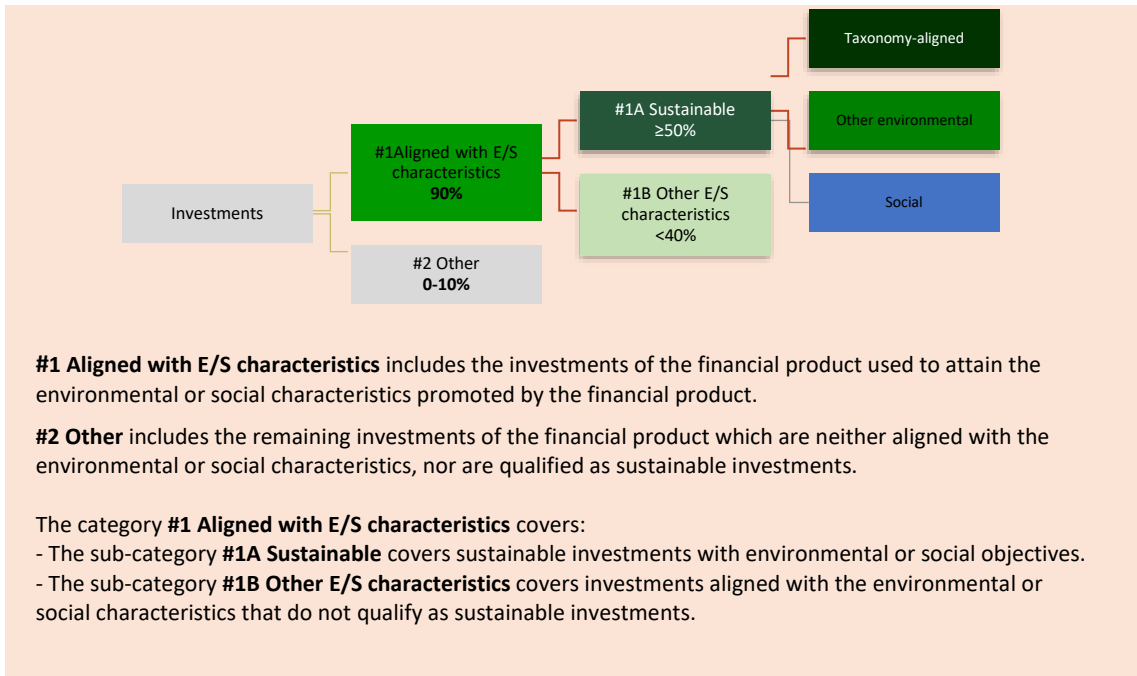 Taxonomy-aligned
#1A Sustainable
≥50%
Other environmental
#1Aligned with E/S
characteristics
90%
#1B Other E/S
characteristics
<40%
Social
Investments
#2 Other
0-10%
#1 Aligned with E/S characteristics includes the investments of the financial product used to attain the
environmental or social characteristics promoted by the financial product.
#2 Other includes the remaining investments of the financial product which are neither aligned with the
environmental or social characteristics, nor are qualified as sustainable investments.
The category #1 Aligned with E/S characteristics covers:
- The sub-category #1A Sustainable covers sustainable investments with environmental or social objectives.
- The sub-category #1B Other E/S characteristics covers investments aligned with the environmental or
social characteristics that do not qualify as sustainable investments.